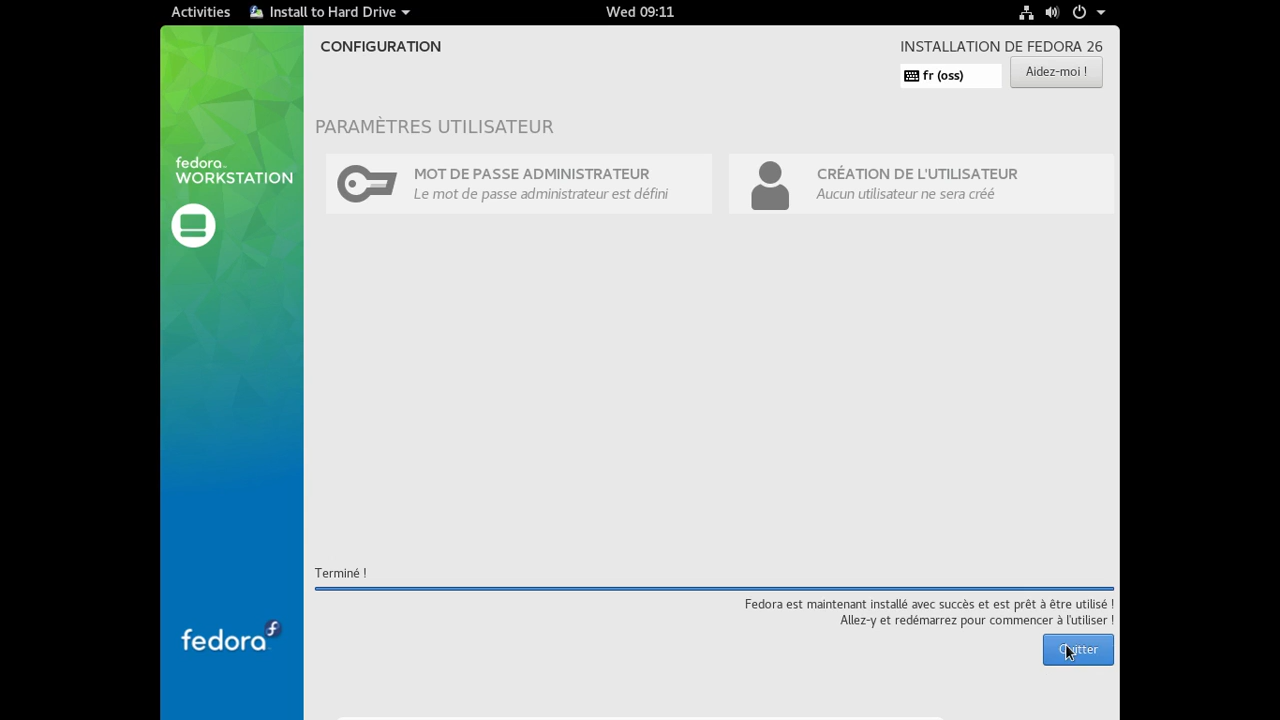 Activities Install to Hard Drive Wed 09:11
CONFIGURATION
INSTALLATION DE FEDORA 26
fr (oss)
Aidez-moi !
fedora
WORKSTATION
PARAMÈTRES UTILISATEUR
MOT DE PASSE ADMINISTRATEUR
Le mot de passe administrateur est défini
CRÉATION DE L'UTILISATEUR
Aucun utilisateur ne sera créé
Terminé !
Fedora est maintenant installé avec succès et est prêt à être utilisé !
Allez-y et redémarrez pour commencer à l'utiliser !
fedora
Quitter